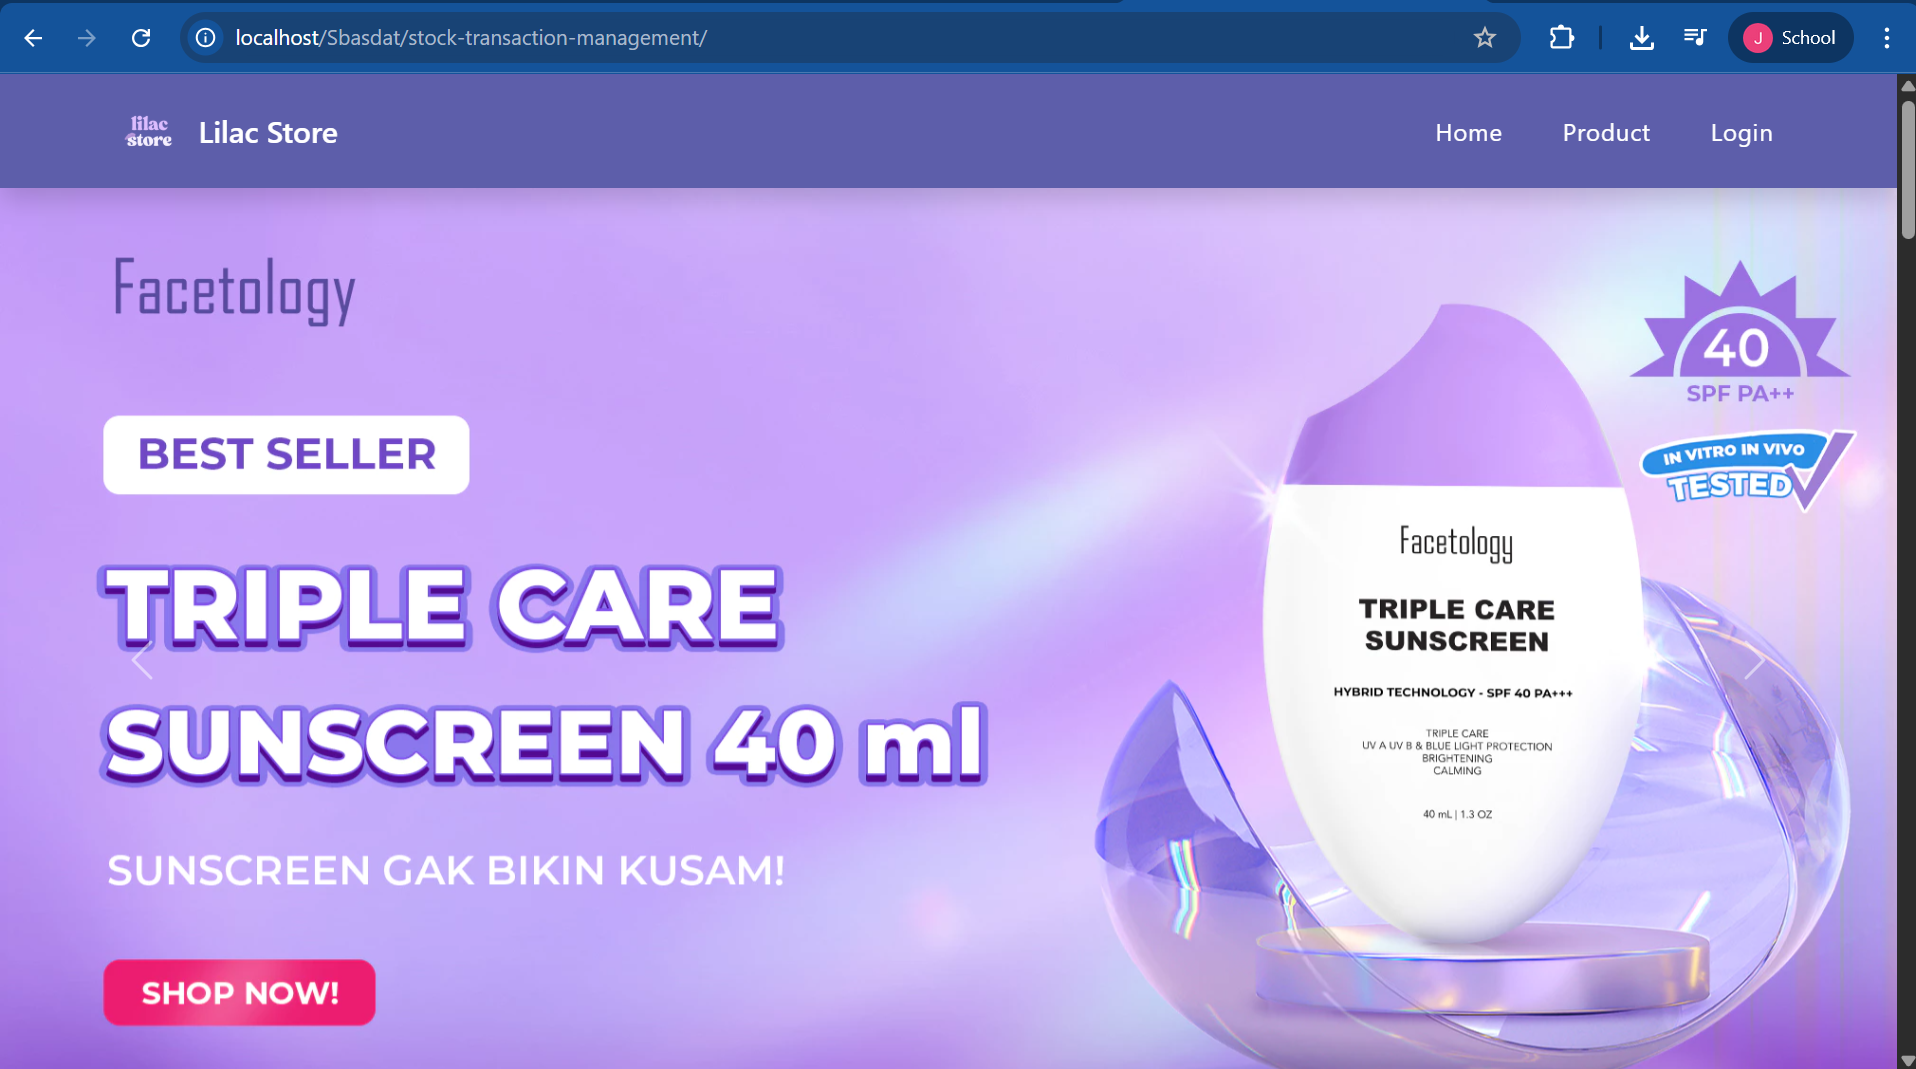 localhost/Sbasdat/stock-transaction-management/
J
School
lilac
store
Lilac Store
Home
Product
Login
Facetology
40
SPF PA++
BEST SELLER
IN VITRO IN VIVO
TESTED
Facetology
TRIPLE CARE
SUNSCREEN
HYBRID TECHNOLOGY - SPF 40 PA+++
TRIPLE CARE
UV A UV B & BLUE LIGHT PROTECTION
BRIGHTENING
CALMING
40 mL | 1.3 OZ
TRIPLE CARE
SUNSCREEN 40 ml
SUNSCREEN GAK BIKIN KUSAM!
SHOP NOW!